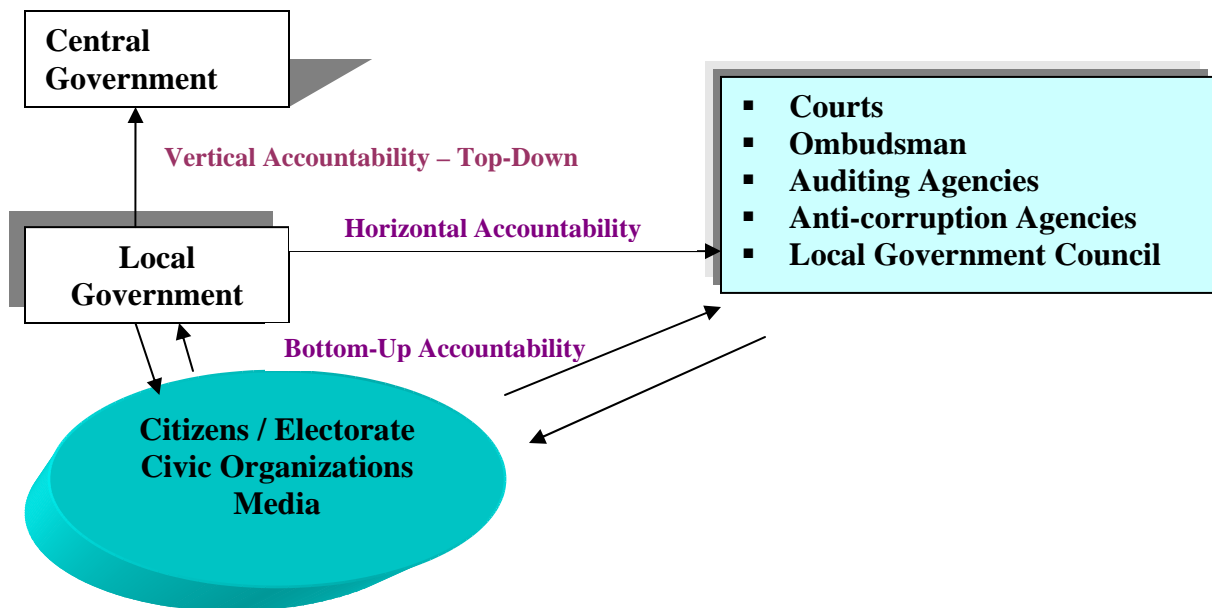 Central
Government
▪ Courts
▪ Ombudsman
▪ Auditing Agencies
▪ Anti-corruption Agencies
▪ Local Government Council
Vertical Accountability – Top-Down
Horizontal Accountability
Local
Government
Bottom-Up Accountability
Citizens / Electorate
Civic Organizations
Media